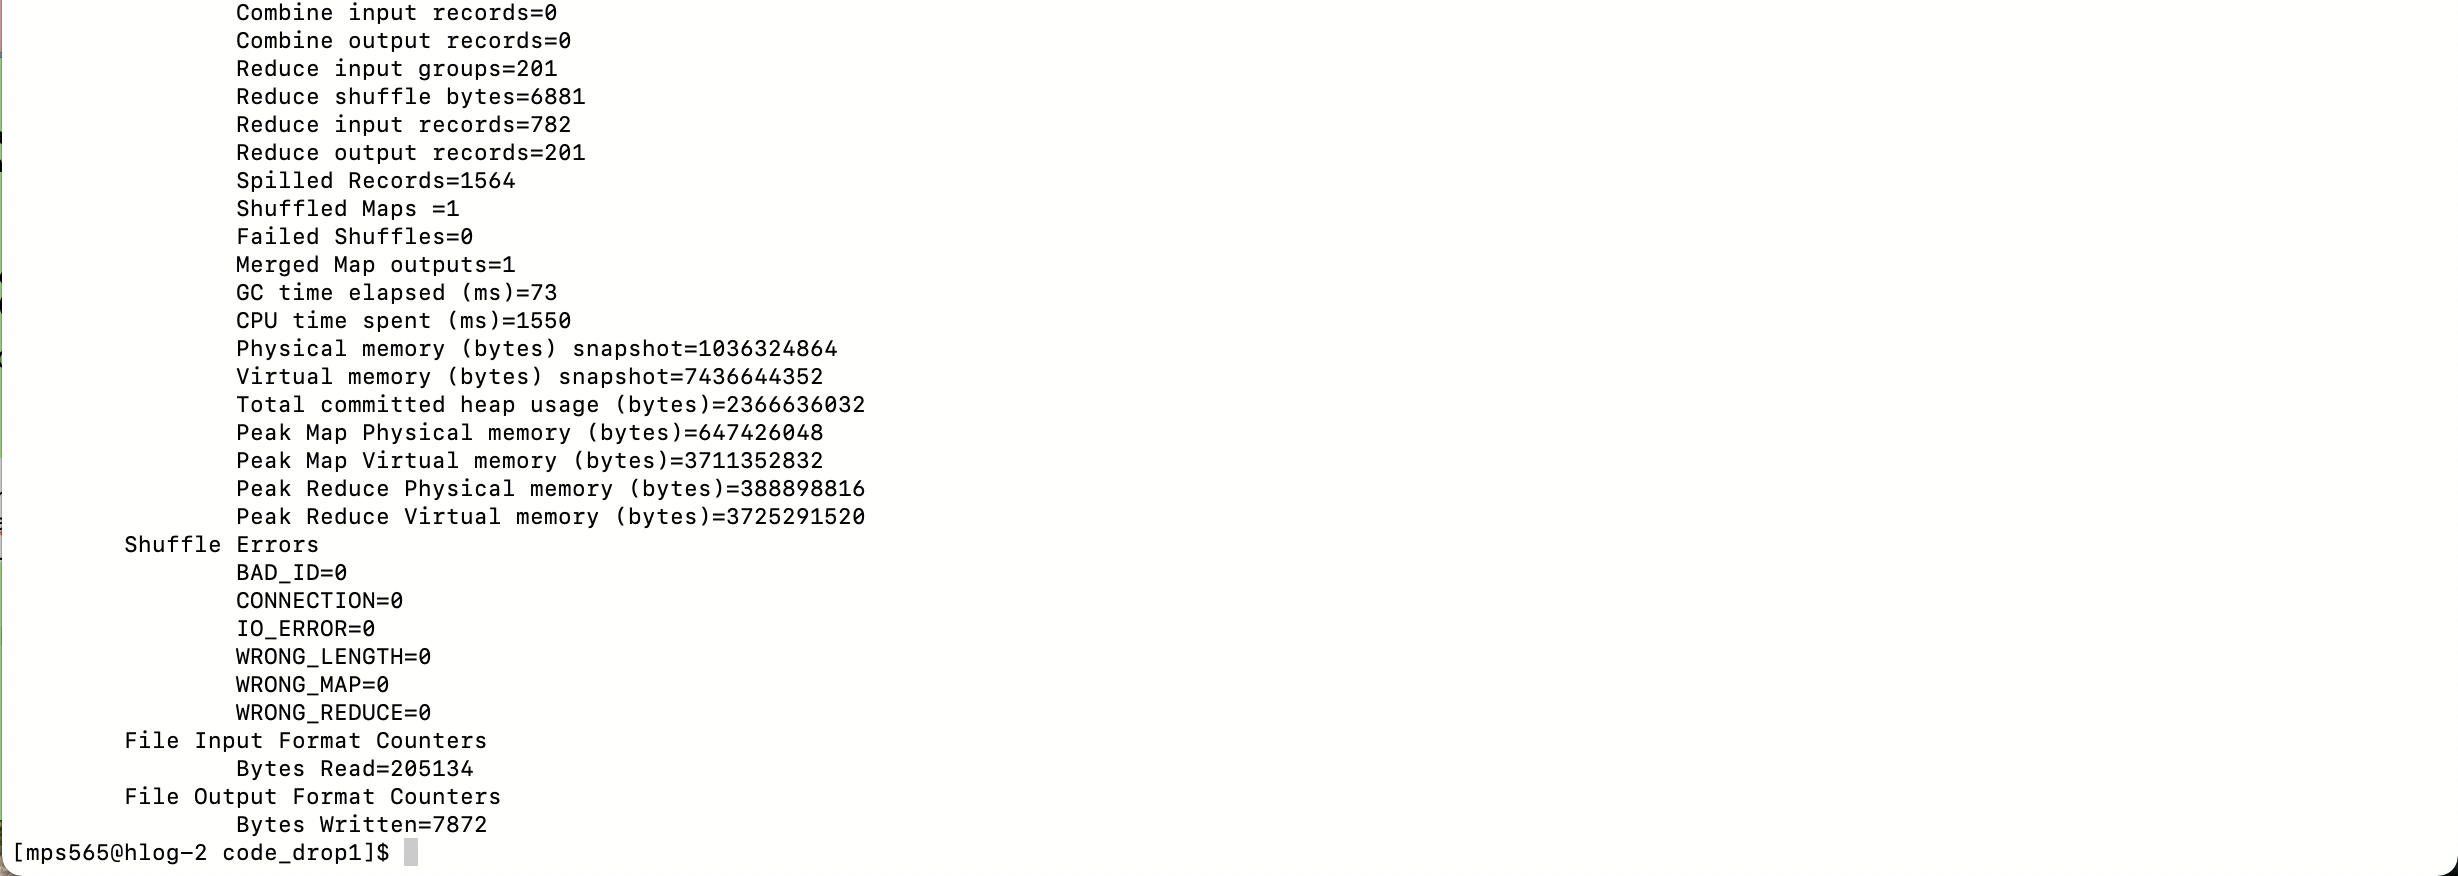 Combine input records=0
Combine output records=0
Reduce input groups=201
Reduce shuffle bytes=6881
Reduce input records=782
Reduce output records=201
Spilled Records=1564
Shuffled Maps =1
Failed Shuffles=0
Merged Map outputs=1
GC time elapsed (ms)=73
CPU time spent (ms)=1550
Physical memory (bytes) snapshot=1036324864
Virtual memory (bytes) snapshot=7436644352
Total committed heap usage (bytes)=2366636032
Peak Map Physical memory (bytes)=647426048
Peak Map Virtual memory (bytes)=3711352832
Peak Reduce Physical memory (bytes)=388898816
Peak Reduce Virtual memory (bytes)=3725291520
Shuffle Errors
BAD_ID=0
CONNECTION=0
IO_ERROR=0
WRONG_LENGTH=0
WRONG_MAP=0
WRONG_REDUCE=0
File Input Format Counters
Bytes Read=205134
File Output Format Counters
Bytes Written=7872
[mps565@hlog-2 code_drop1]$